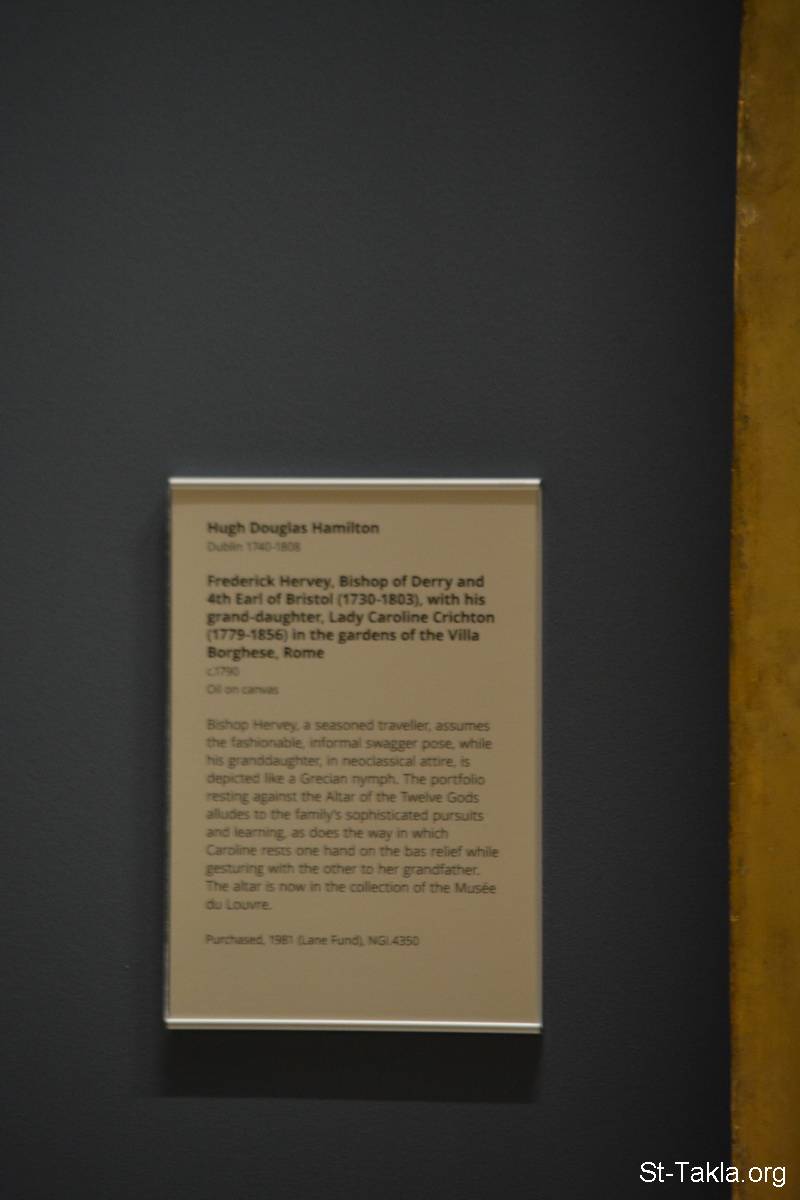 Hugh Douglas Hamilton
Dublin 1740-1808
Frederick Hervey, Bishop of Derry and
4th Earl of Bristol (1730-1803), with his
grand-daughter, Lady Caroline Crichton
(1779-1856) in the gardens of the Villa
Borghese, Rome
c.1790
Oil on canvas
Bishop Hervey, a seasoned traveller, assumes
the fashionable, informal swagger pose, while
his granddaughter, in neoclassical attire, is
depicted like a Grecian nymph. The portfolio
resting against the Altar of the Twelve Gods
alludes to the family's sophisticated pursuits
and learning, as does the way in which
Caroline rests one hand on the bas relief while
gesturing with the other to her grandfather.
The altar is now in the collection of the Musée
du Louvre.
Purchased, 1981 (Lane Fund), NGI.4350
St-Takla.org